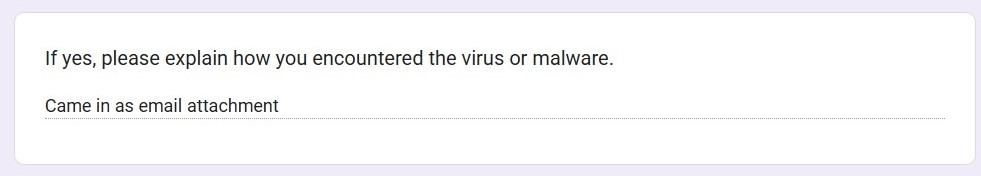 If yes, please explain how you encountered the virus or malware.
Came in as email attachment